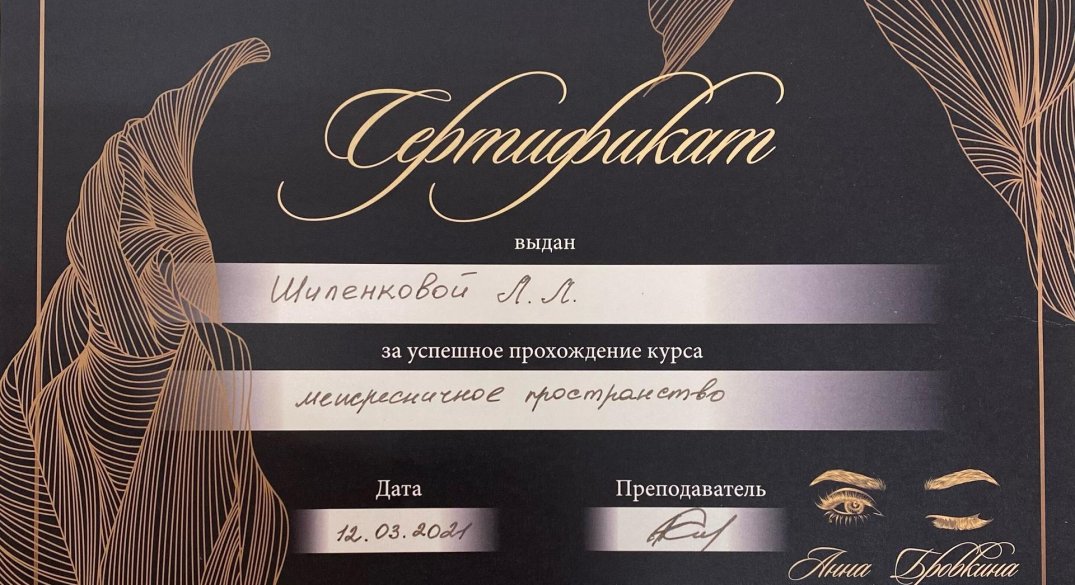 Сертификат
выдан
Шиленковой Л. Л.
за успешное прохождение курса
межресничное пространство
Дата
Преподаватель
12.03.2021
Анна Бровкина